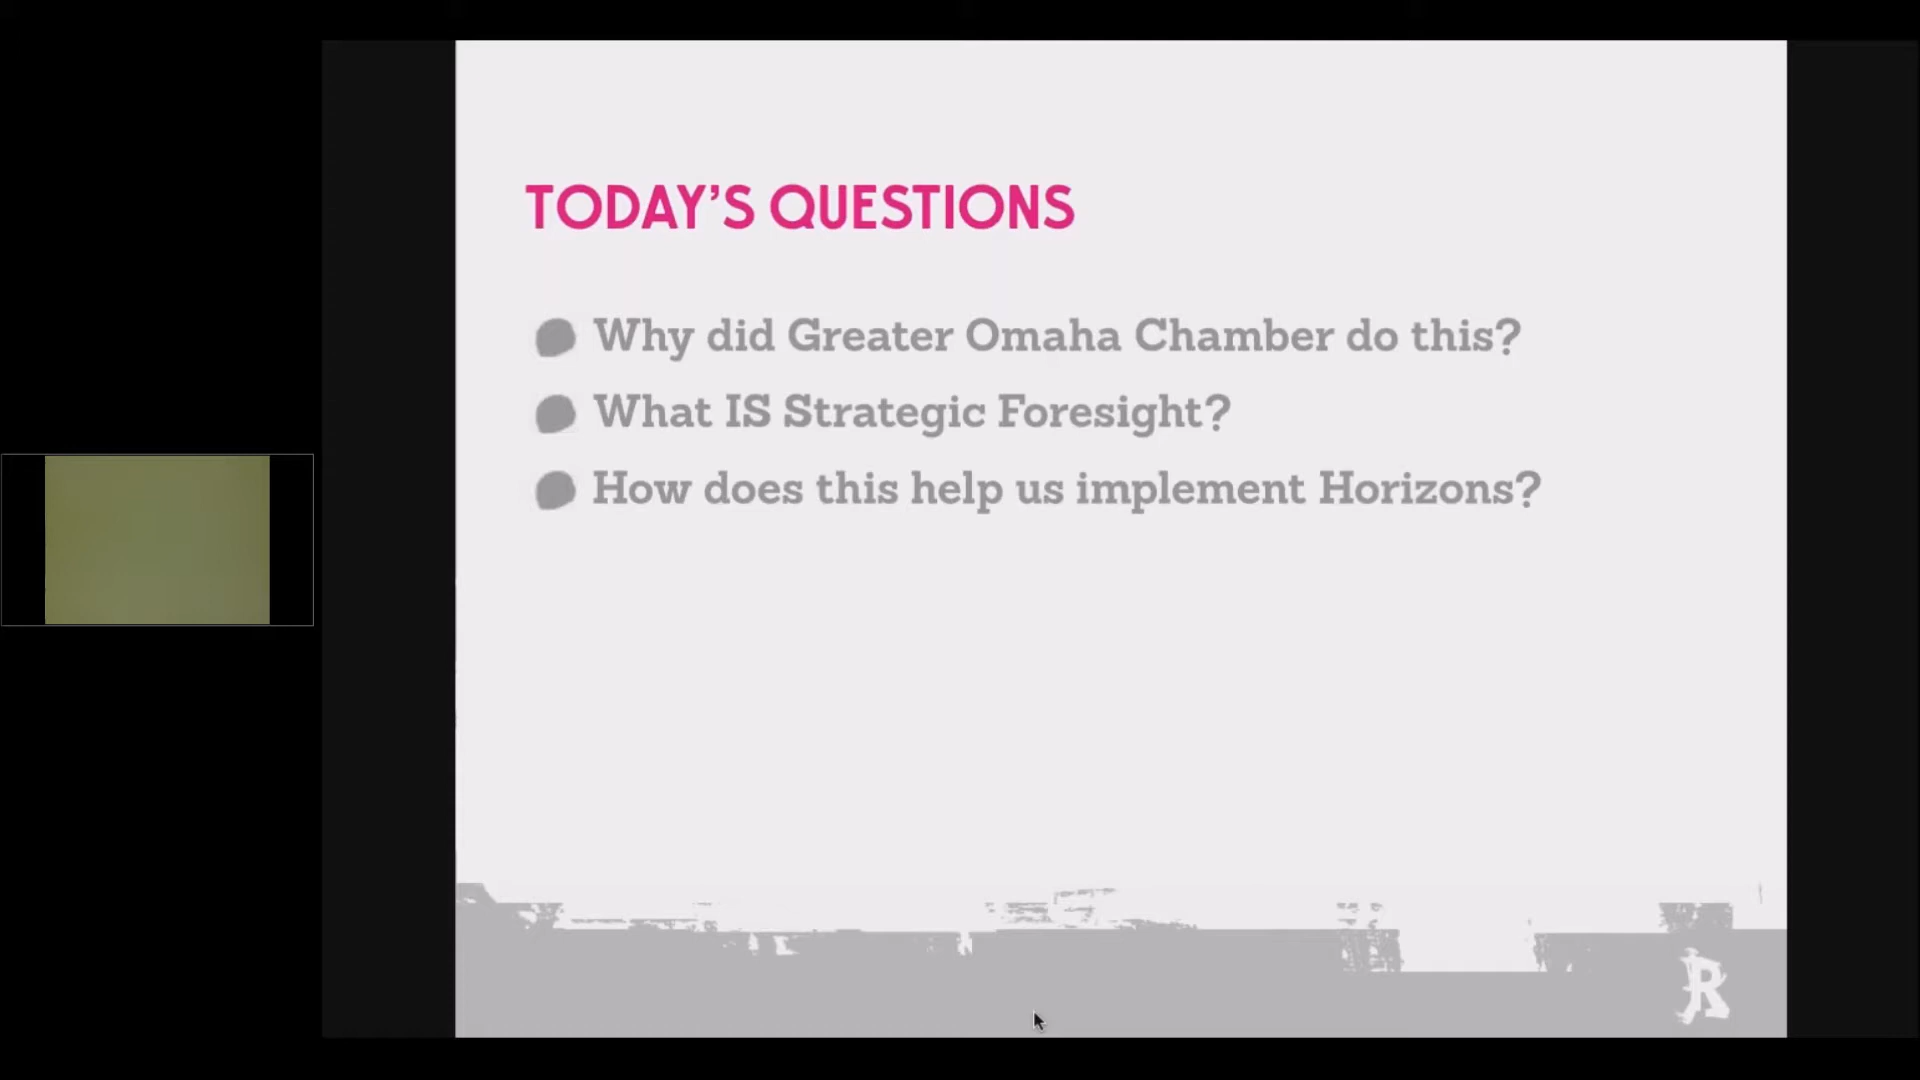 TODAY'S QUESTIONS
Why did Greater Omaha Chamber do this?
What IS Strategic Foresight?
How does this help us implement Horizons?
R